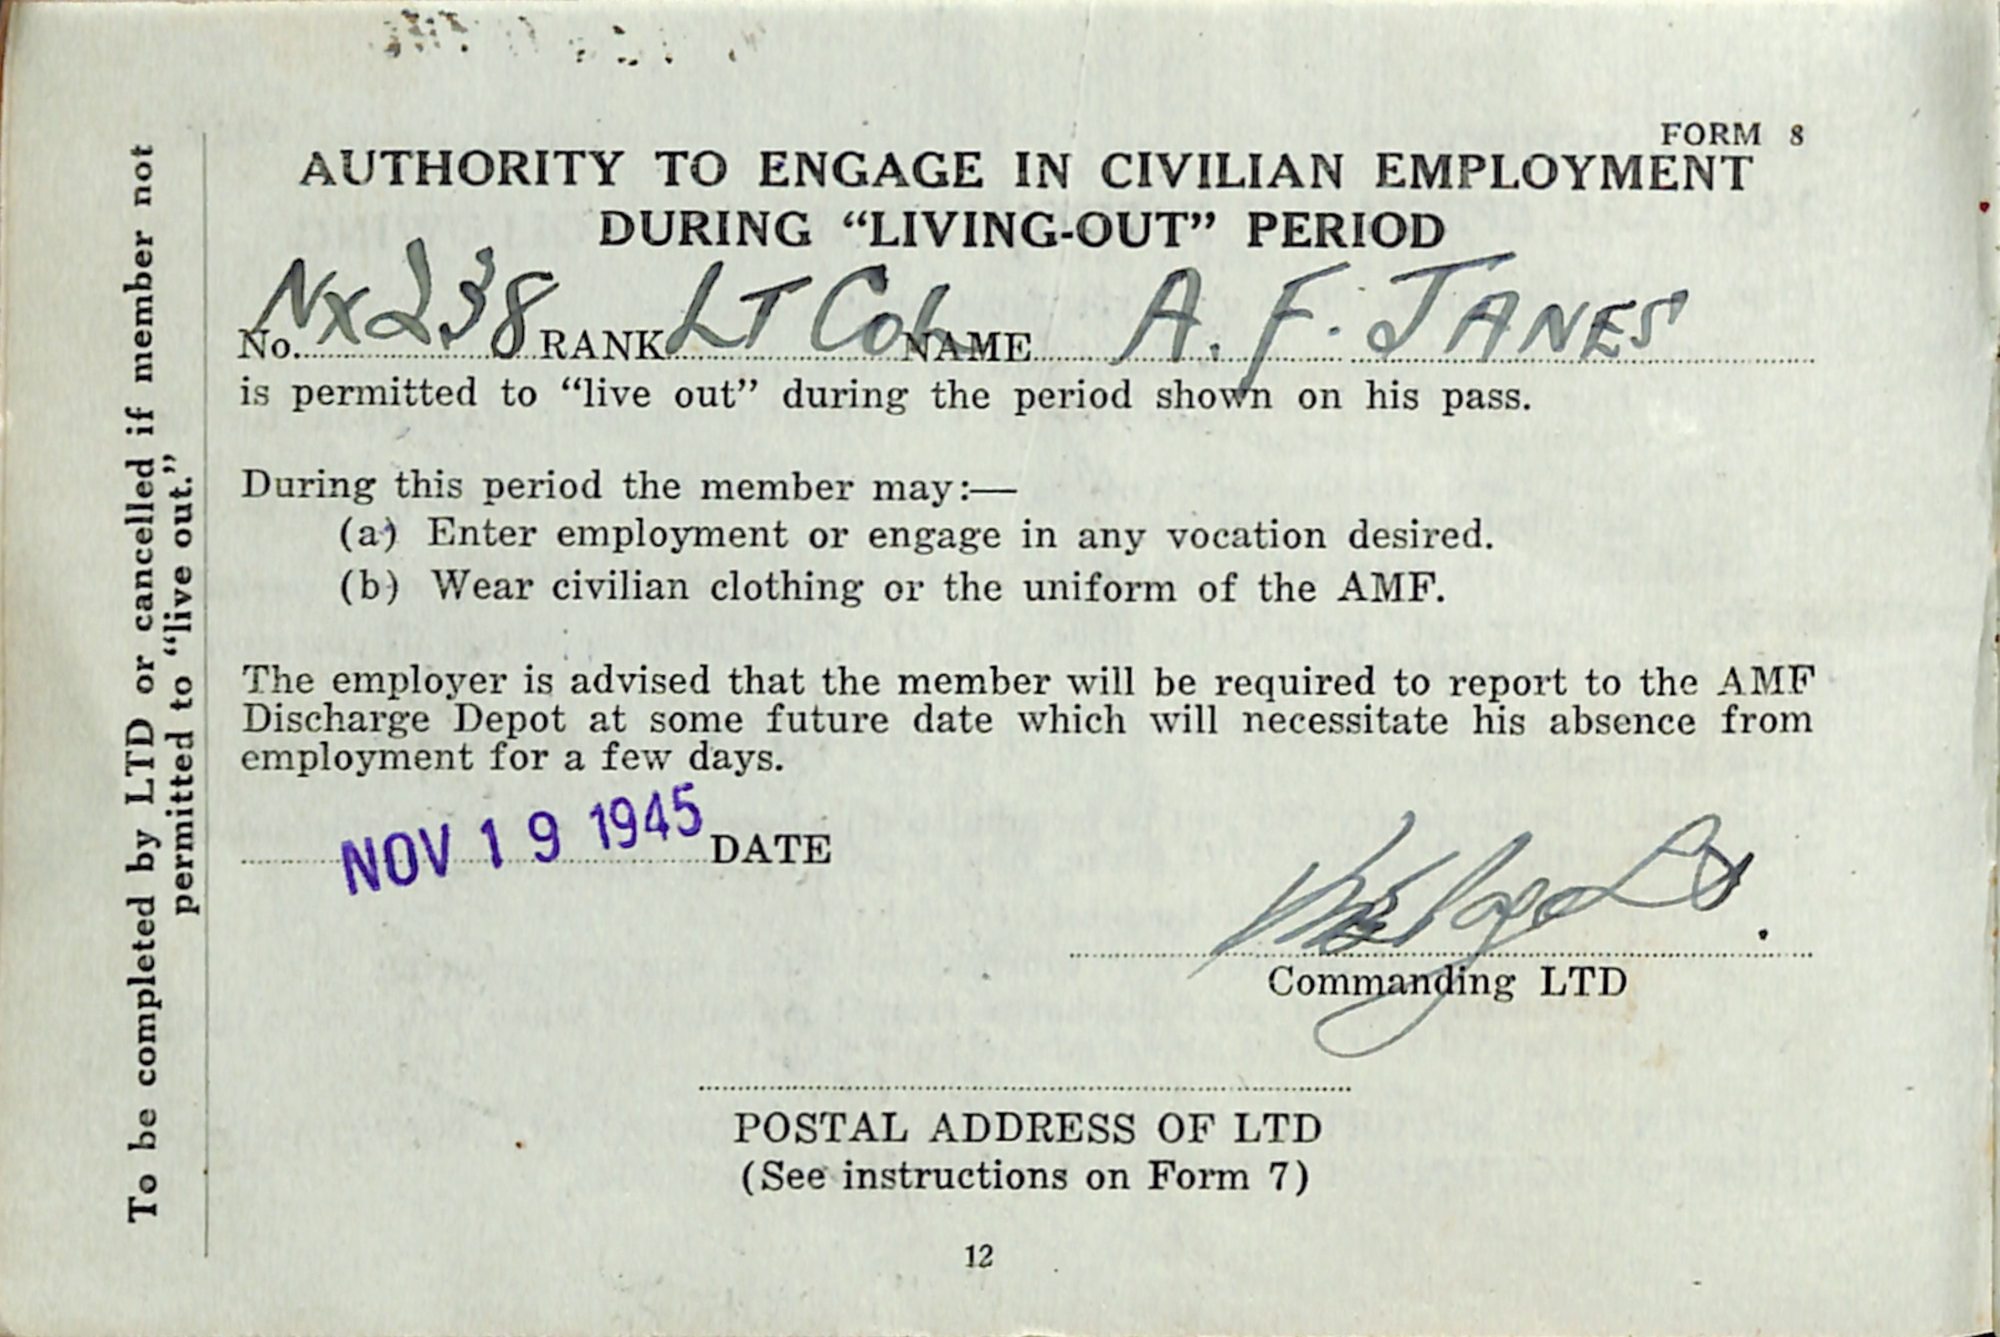 FORM 8
AUTHORITY TO ENGAGE IN CIVILIAN EMPLOYMENT
DURING “LIVING-OUT” PERIOD
No. NX238 RANK LT COL NAME A. F. JANES
is permitted to “live out” during the period shown on his pass.
During this period the member may:—
(a) Enter employment or engage in any vocation desired.
(b) Wear civilian clothing or the uniform of the AMF.
The employer is advised that the member will be required to report to the AMF
Discharge Depot at some future date which will necessitate his absence from
employment for a few days.
NOV 19 1945 DATE
Commanding LTD
POSTAL ADDRESS OF LTD
(See instructions on Form 7)
12
To be completed by LTD or cancelled if member not
permitted to “live out.”